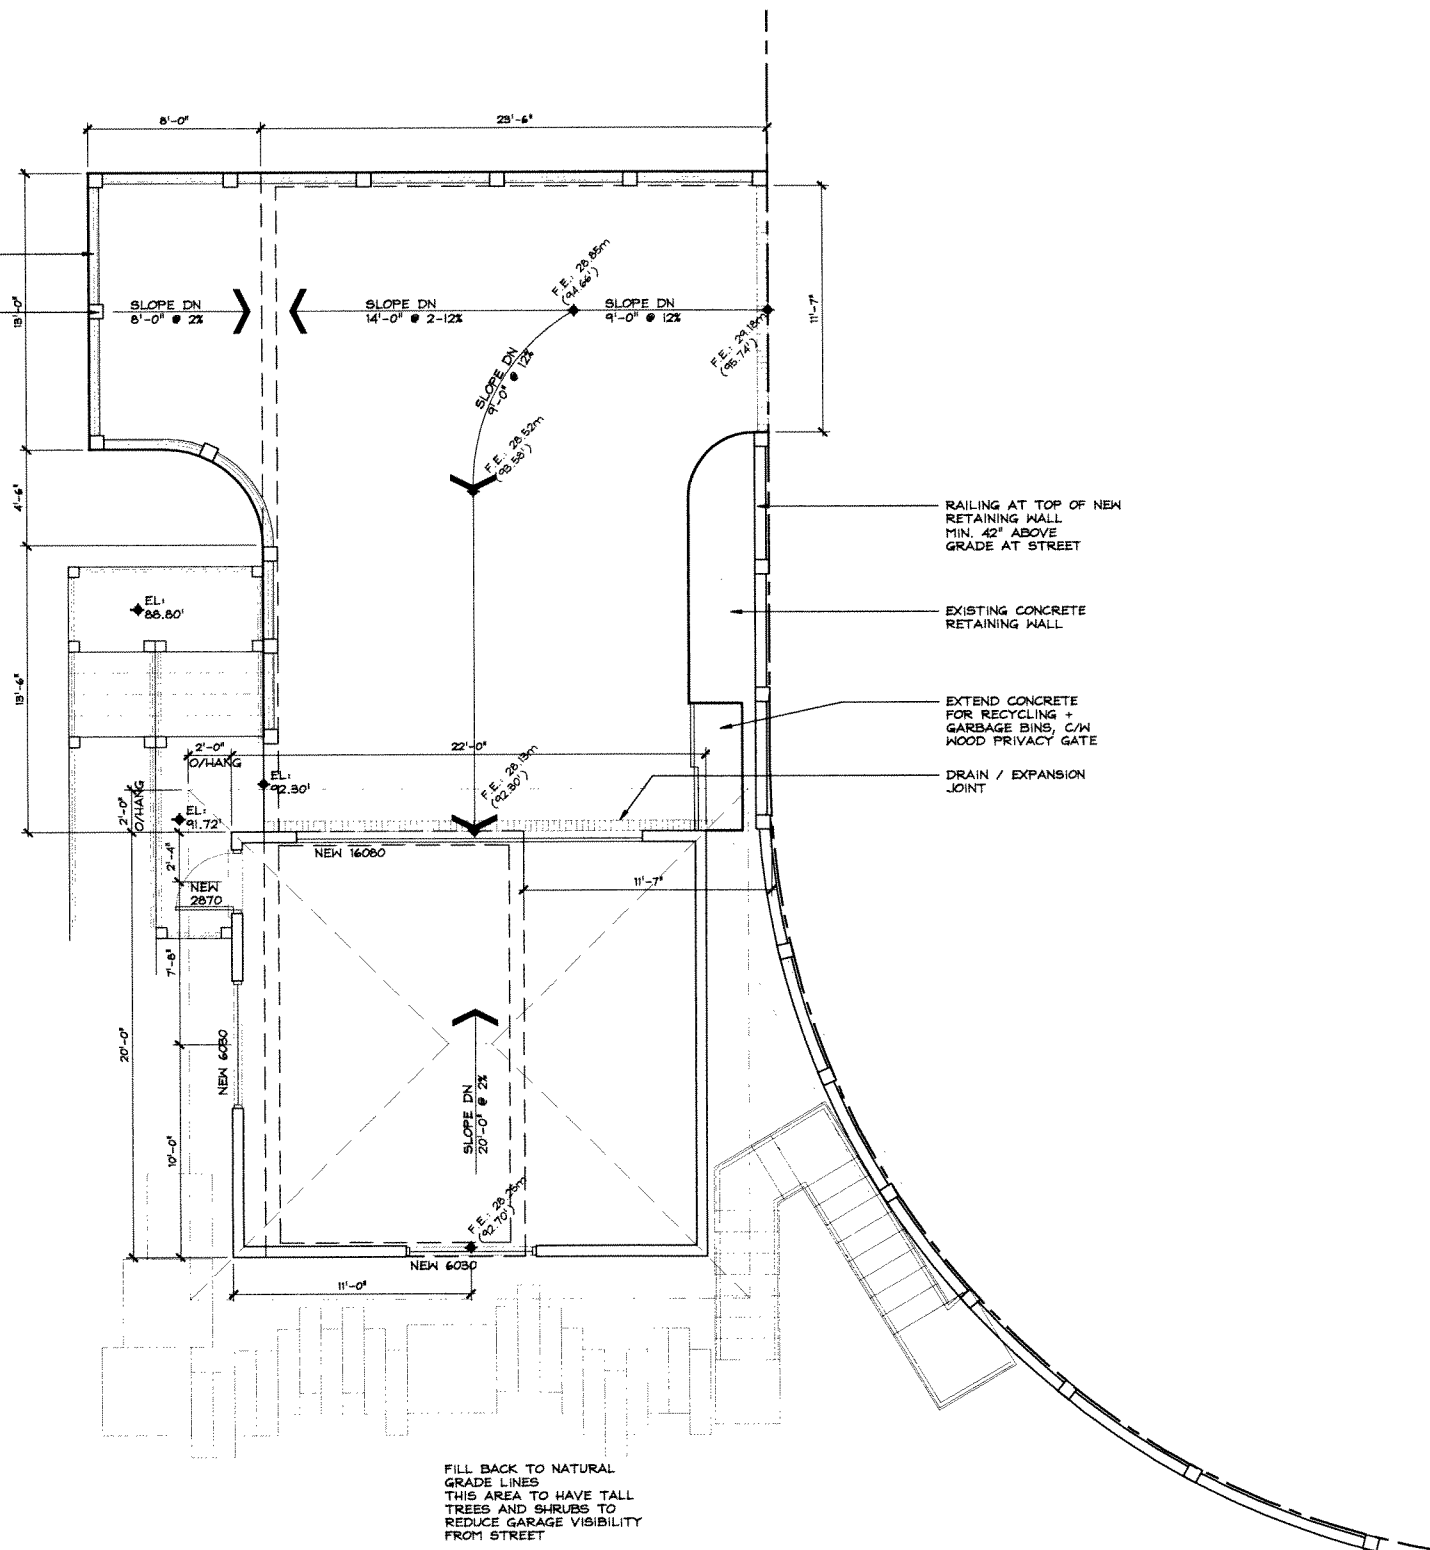 8'-0"
23'-6"
13'-0"
4'-6"
13'-6"
11'-7"
SLOPE DN
8'-0" @ 2%
SLOPE DN
14'-0" @ 2-12%
F.E.: 28.85m
(94.66')
SLOPE DN
9'-0" @ 12%
F.E.: 29.18m
(95.74')
SLOPE DN
9'-0" @ 12%
F.E.: 28.52m
(93.58')
RAILING AT TOP OF NEW
RETAINING WALL
MIN. 42" ABOVE
GRADE AT STREET
EXISTING CONCRETE
RETAINING WALL
EXTEND CONCRETE
FOR RECYCLING +
GARBAGE BINS, C/W
WOOD PRIVACY GATE
DRAIN / EXPANSION
JOINT
EL:
88.80'
2'-0"
O/HANG
22'-0"
EL:
92.30'
F.E.: 28.13m
(92.30')
2'-0"
O/HANG
EL:
91.72'
NEW 16080
2'-4"
NEW
2870
11'-7"
7'-8"
20'-0"
NEW 6030
10'-0"
SLOPE DN
20'-0" @ 2%
F.E.: 28.25m
(92.70')
NEW 6030
11'-0"
FILL BACK TO NATURAL
GRADE LINES
THIS AREA TO HAVE TALL
TREES AND SHRUBS TO
REDUCE GARAGE VISIBILITY
FROM STREET